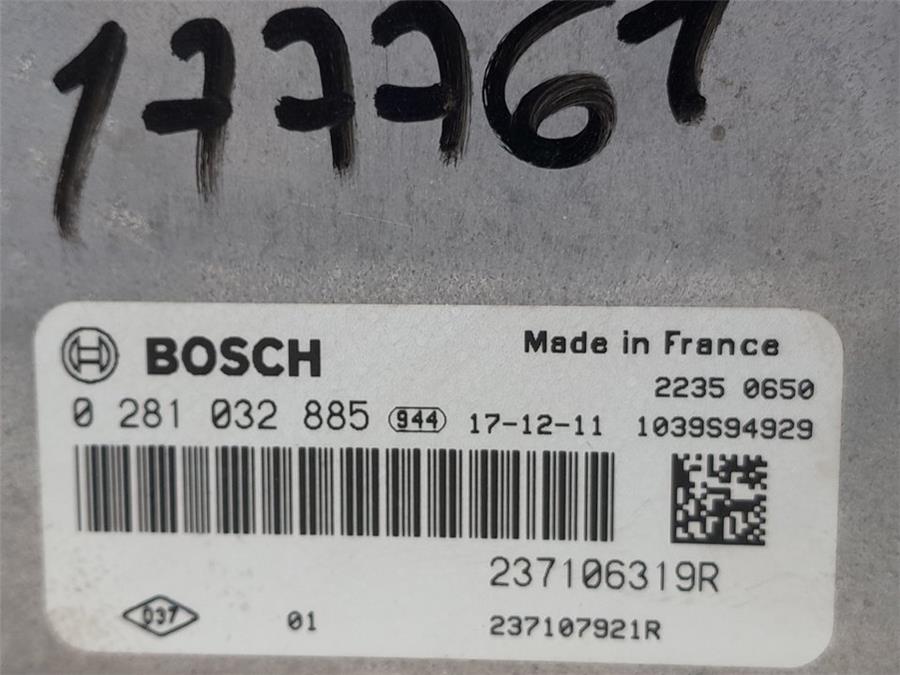 177761
BOSCH
Made in France
2235 0650
0 281 032 885 944 17-12-11 1039S94929
237106319R
037 01 237107921R